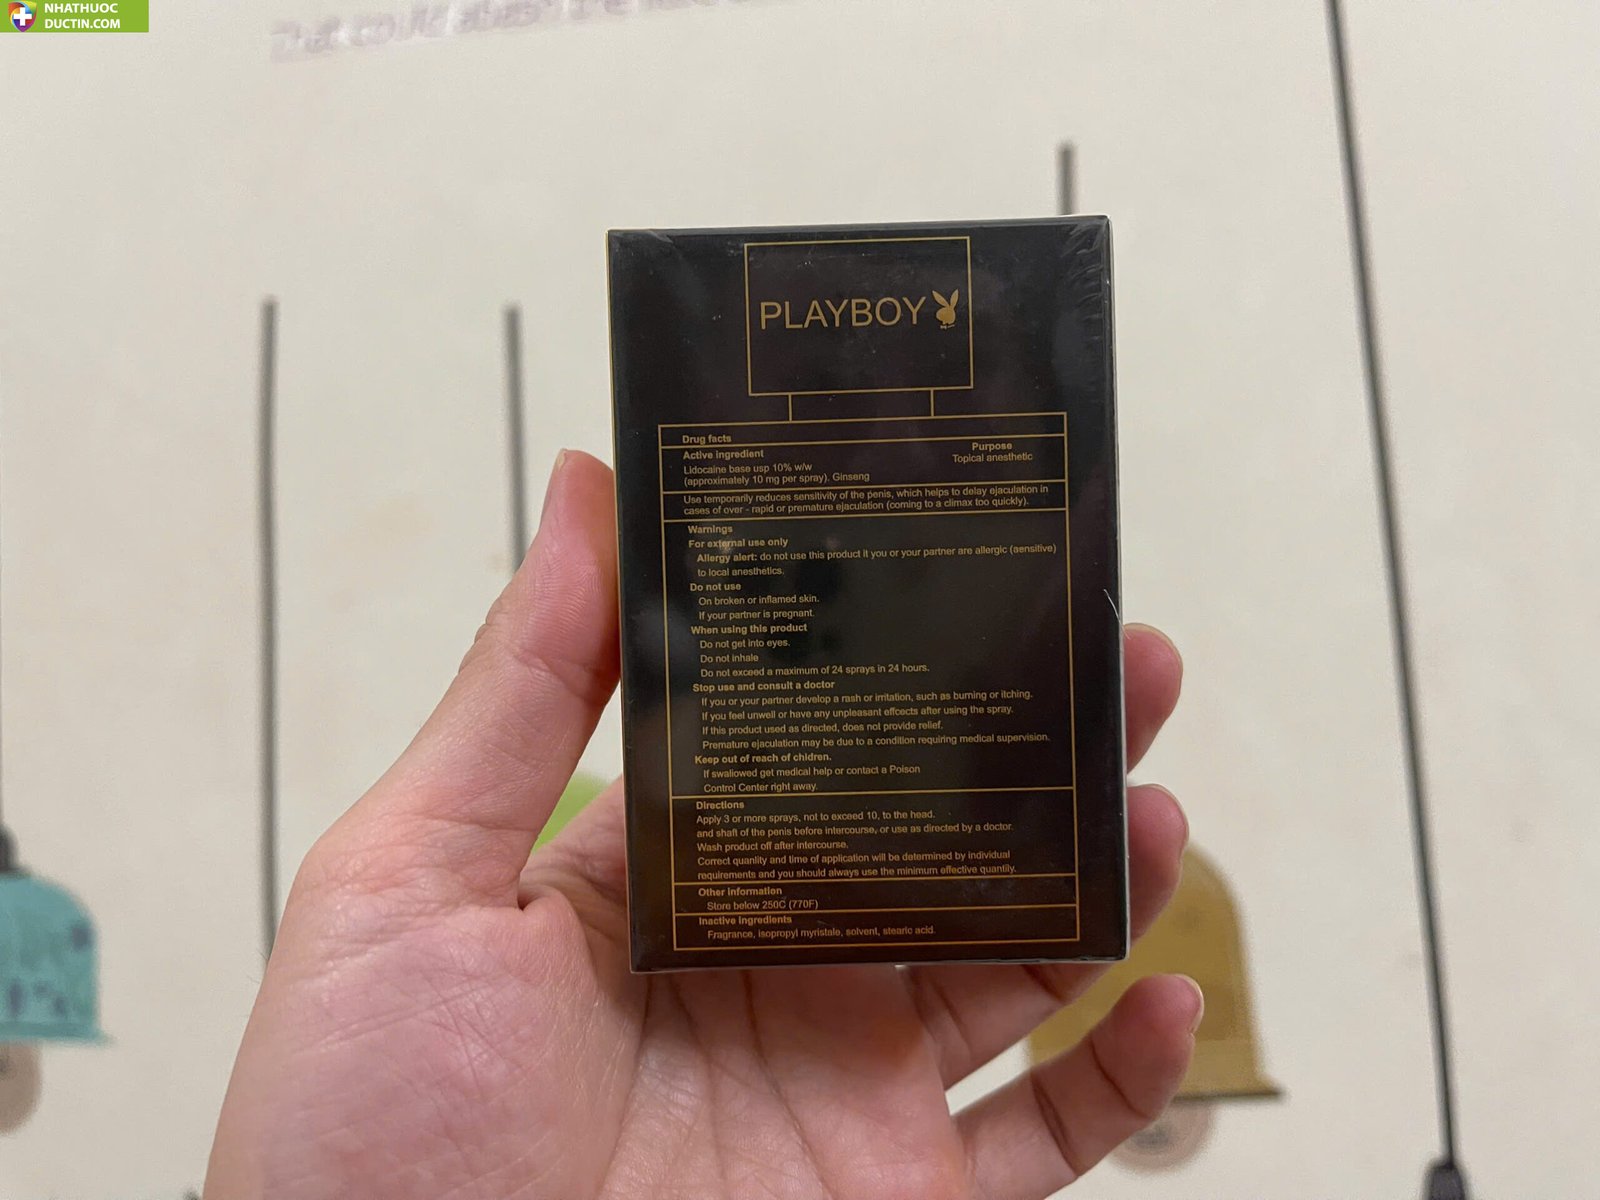 NHATHUOC
DUCTIN.COM
PLAYBOY
Drug facts
Active ingredient
Purpose
Lidocaine base usp 10% w/w
Topical anesthetic
(approximately 10 mg per spray). Ginseng
Use temporarily reduces sensitivity of the penis, which helps to delay ejaculation in
cases of over - rapid or premature ejaculation (coming to a climax too quickly).
Warnings
For external use only
Allergy alert: do not use this product it you or your partner are allergic (sensitive)
to local anesthetics.
Do not use
On broken or inflamed skin.
If your partner is pregnant.
When using this product
Do not get into eyes.
Do not inhale
Do not exceed a maximum of 24 sprays in 24 hours.
Stop use and consult a doctor
If you or your partner develop a rash or irritation, such as burning or itching.
If you feel unwell or have any unpleasant effcects after using the spray.
If this product used as directed, does not provide relief.
Premature ejaculation may be due to a condition requiring medical supervision.
Keep out of reach of chidren.
If swallowed get medical help or contact a Poison
Control Center right away.
Directions
Apply 3 or more sprays, not to exceed 10, to the head.
and shaft of the penis before intercourse, or use as directed by a doctor.
Wash product off after intercourse.
Correct quanlity and time of application will be determined by individual
requirements and you should always use the minimum effective quantily.
Other information
Store below 250C (770F)
Inactive ingredients
Fragrance, isopropyl myristale, solvent, stearic acid.